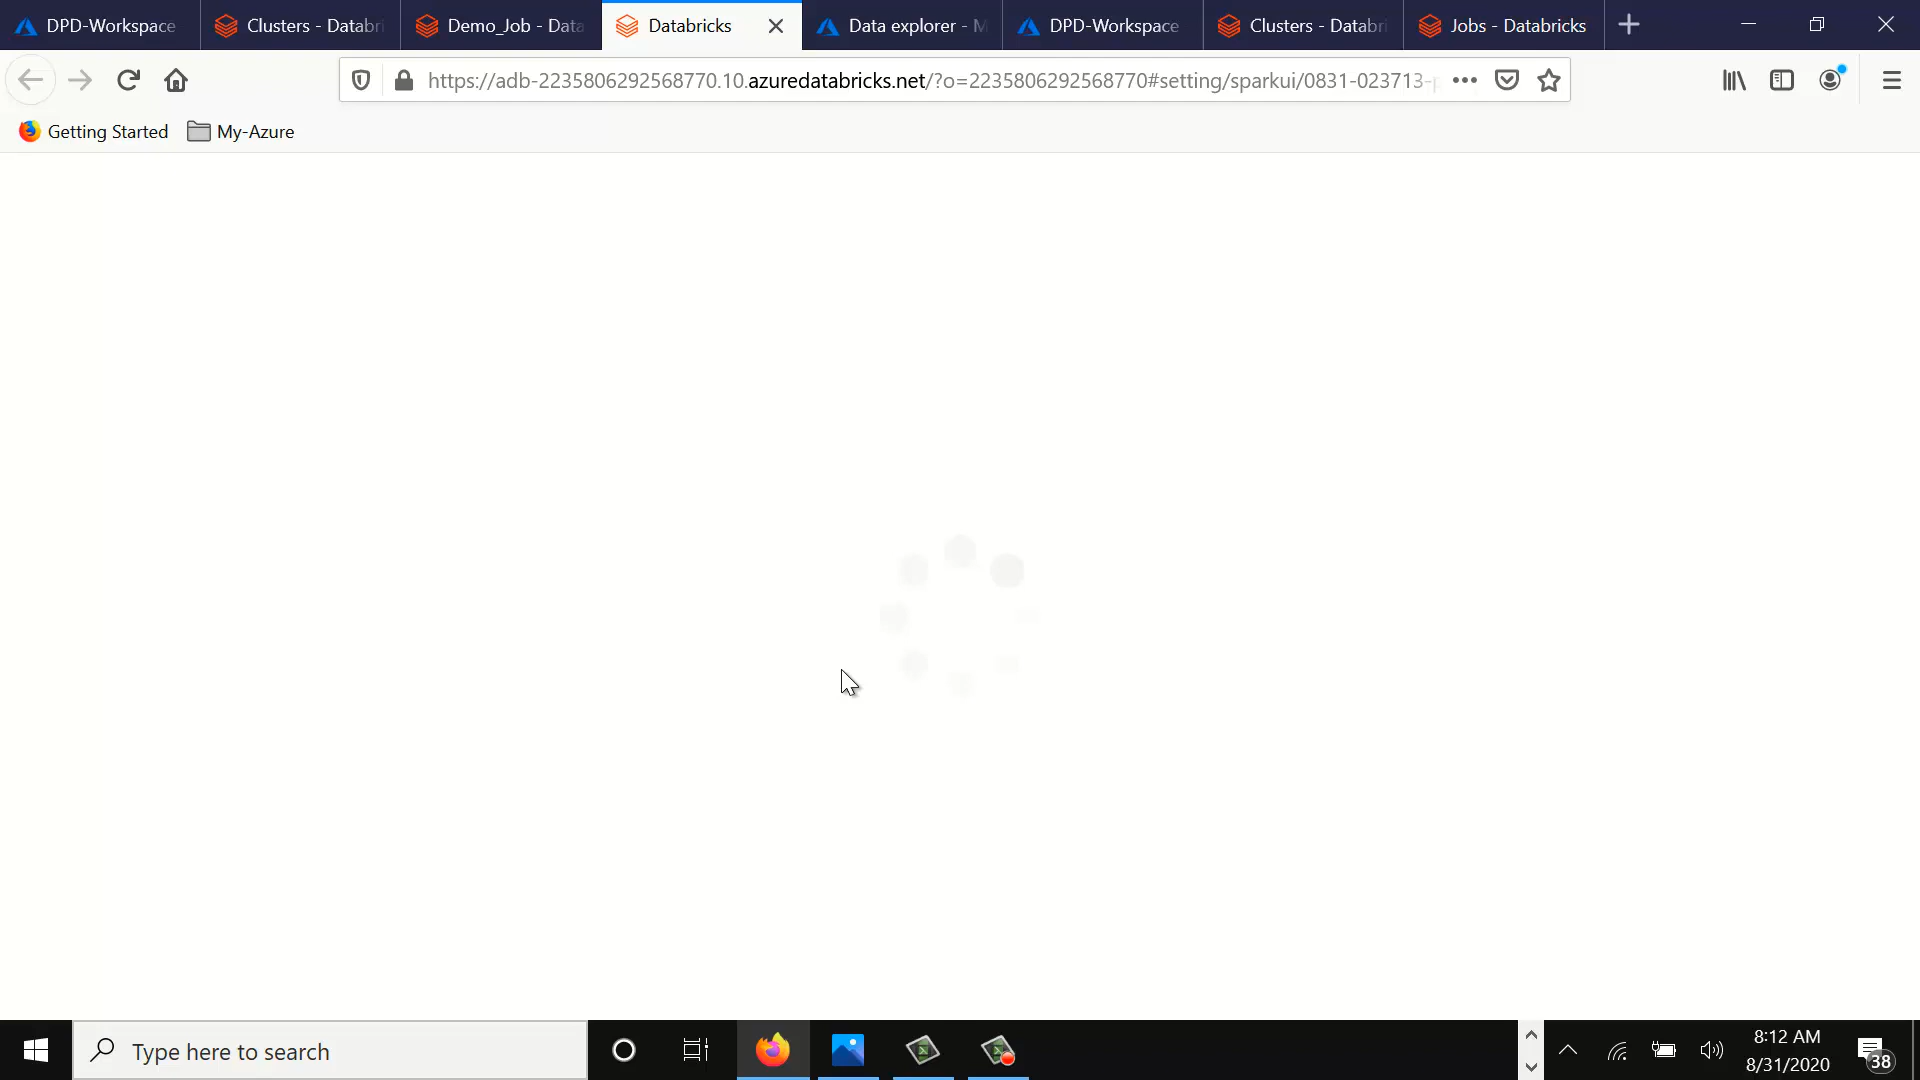 DPD-Workspace
Clusters - Databri
Demo_Job - Data
Databricks
Data explorer - M
DPD-Workspace
Clusters - Databri
Jobs - Databricks
https://adb-2235806292568770.10.azuredatabricks.net/?o=2235806292568770#setting/sparkui/0831-023713-p
Getting Started
My-Azure
Type here to search
8:12 AM
8/31/2020
38